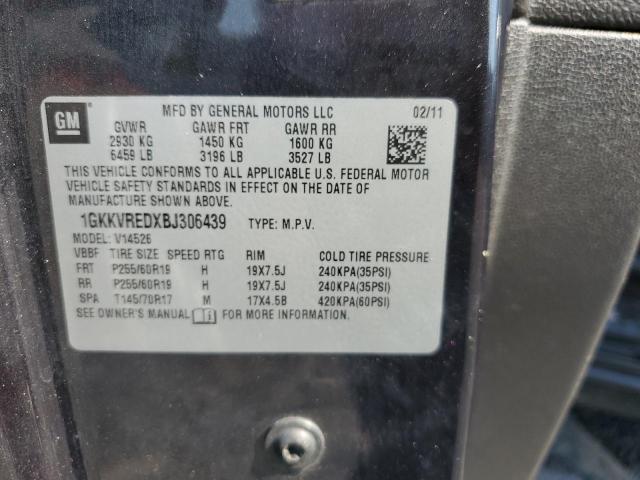 GM
MFD BY GENERAL MOTORS LLC 02/11
GVWR GAWR FRT GAWR RR
2930 KG 1450 KG 1600 KG
6459 LB 3196 LB 3527 LB
THIS VEHICLE CONFORMS TO ALL APPLICABLE U.S. FEDERAL MOTOR
VEHICLE SAFETY STANDARDS IN EFFECT ON THE DATE OF
MANUFACTURE SHOWN ABOVE.
1GKKVREDXBJ306439 TYPE: M.P.V.
MODEL: V14526
VBBF TIRE SIZE SPEED RTG RIM COLD TIRE PRESSURE
FRT P255/60R19 H 19X7.5J 240KPA(35PSI)
RR P255/60R19 H 19X7.5J 240KPA(35PSI)
SPA T145/70R17 M 17X4.5B 420KPA(60PSI)
SEE OWNER'S MANUAL FOR MORE INFORMATION.